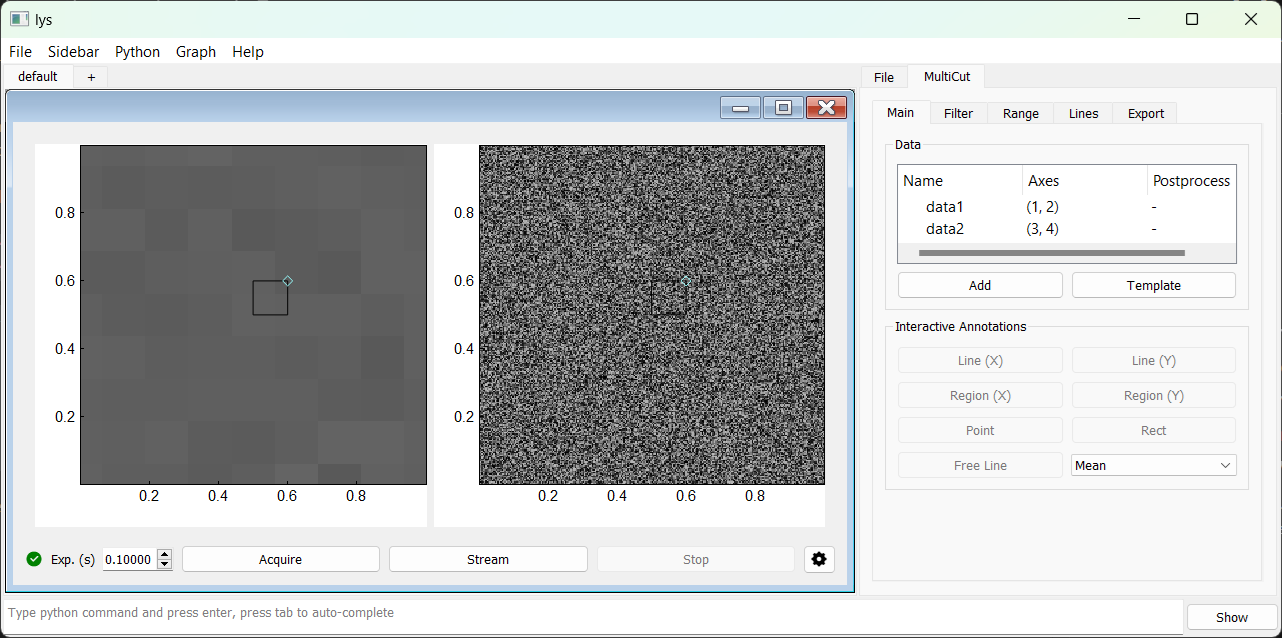 lys
File Sidebar Python Graph Help
default +
File MultiCut
Main Filter Range Lines Export
Data
Name Axes Postprocess
data1 (1, 2) -
data2 (3, 4) -
Add Template
Interactive Annotations
Line (X) Line (Y)
Region (X) Region (Y)
Point Rect
Free Line Mean
0.8
0.6
0.4
0.2
0.2 0.4 0.6 0.8
0.8
0.6
0.4
0.2
0.2 0.4 0.6 0.8
Exp. (s) 0.10000 Acquire Stream Stop
Type python command and press enter, press tab to auto-complete
Show